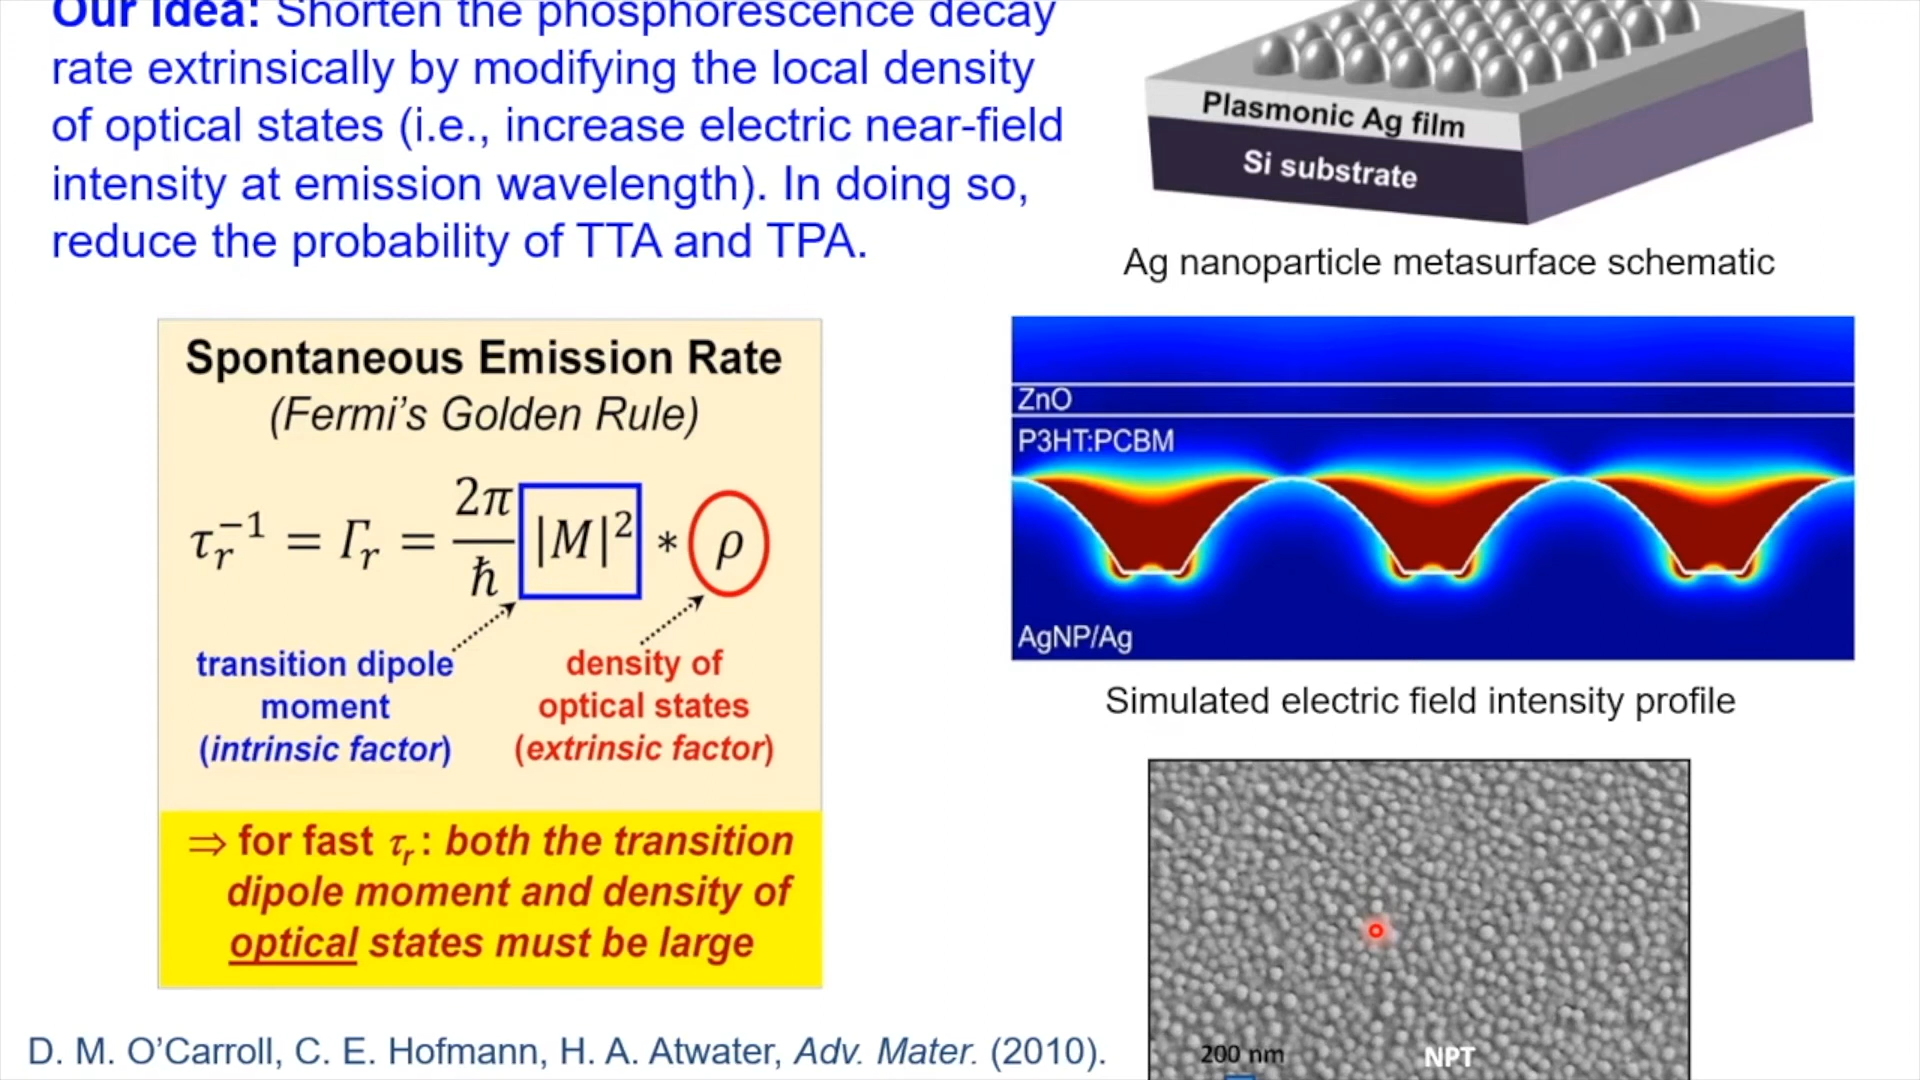 Our Idea: Shorten the phosphorescence decay
rate extrinsically by modifying the local density
of optical states (i.e., increase electric near-field
intensity at emission wavelength). In doing so,
reduce the probability of TTA and TPA.
Spontaneous Emission Rate
(Fermi's Golden Rule)
τᵣ⁻¹ = Γᵣ = 2π/ħ |M|² * ρ
transition dipole
moment
(intrinsic factor)
density of
optical states
(extrinsic factor)
⇒ for fast τᵣ: both the transition
dipole moment and density of
optical states must be large
D. M. O'Carroll, C. E. Hofmann, H. A. Atwater, Adv. Mater. (2010).
Plasmonic Ag film
Si substrate
Ag nanoparticle metasurface schematic
ZnO
P3HT:PCBM
AgNP/Ag
Simulated electric field intensity profile
200 nm
NPT